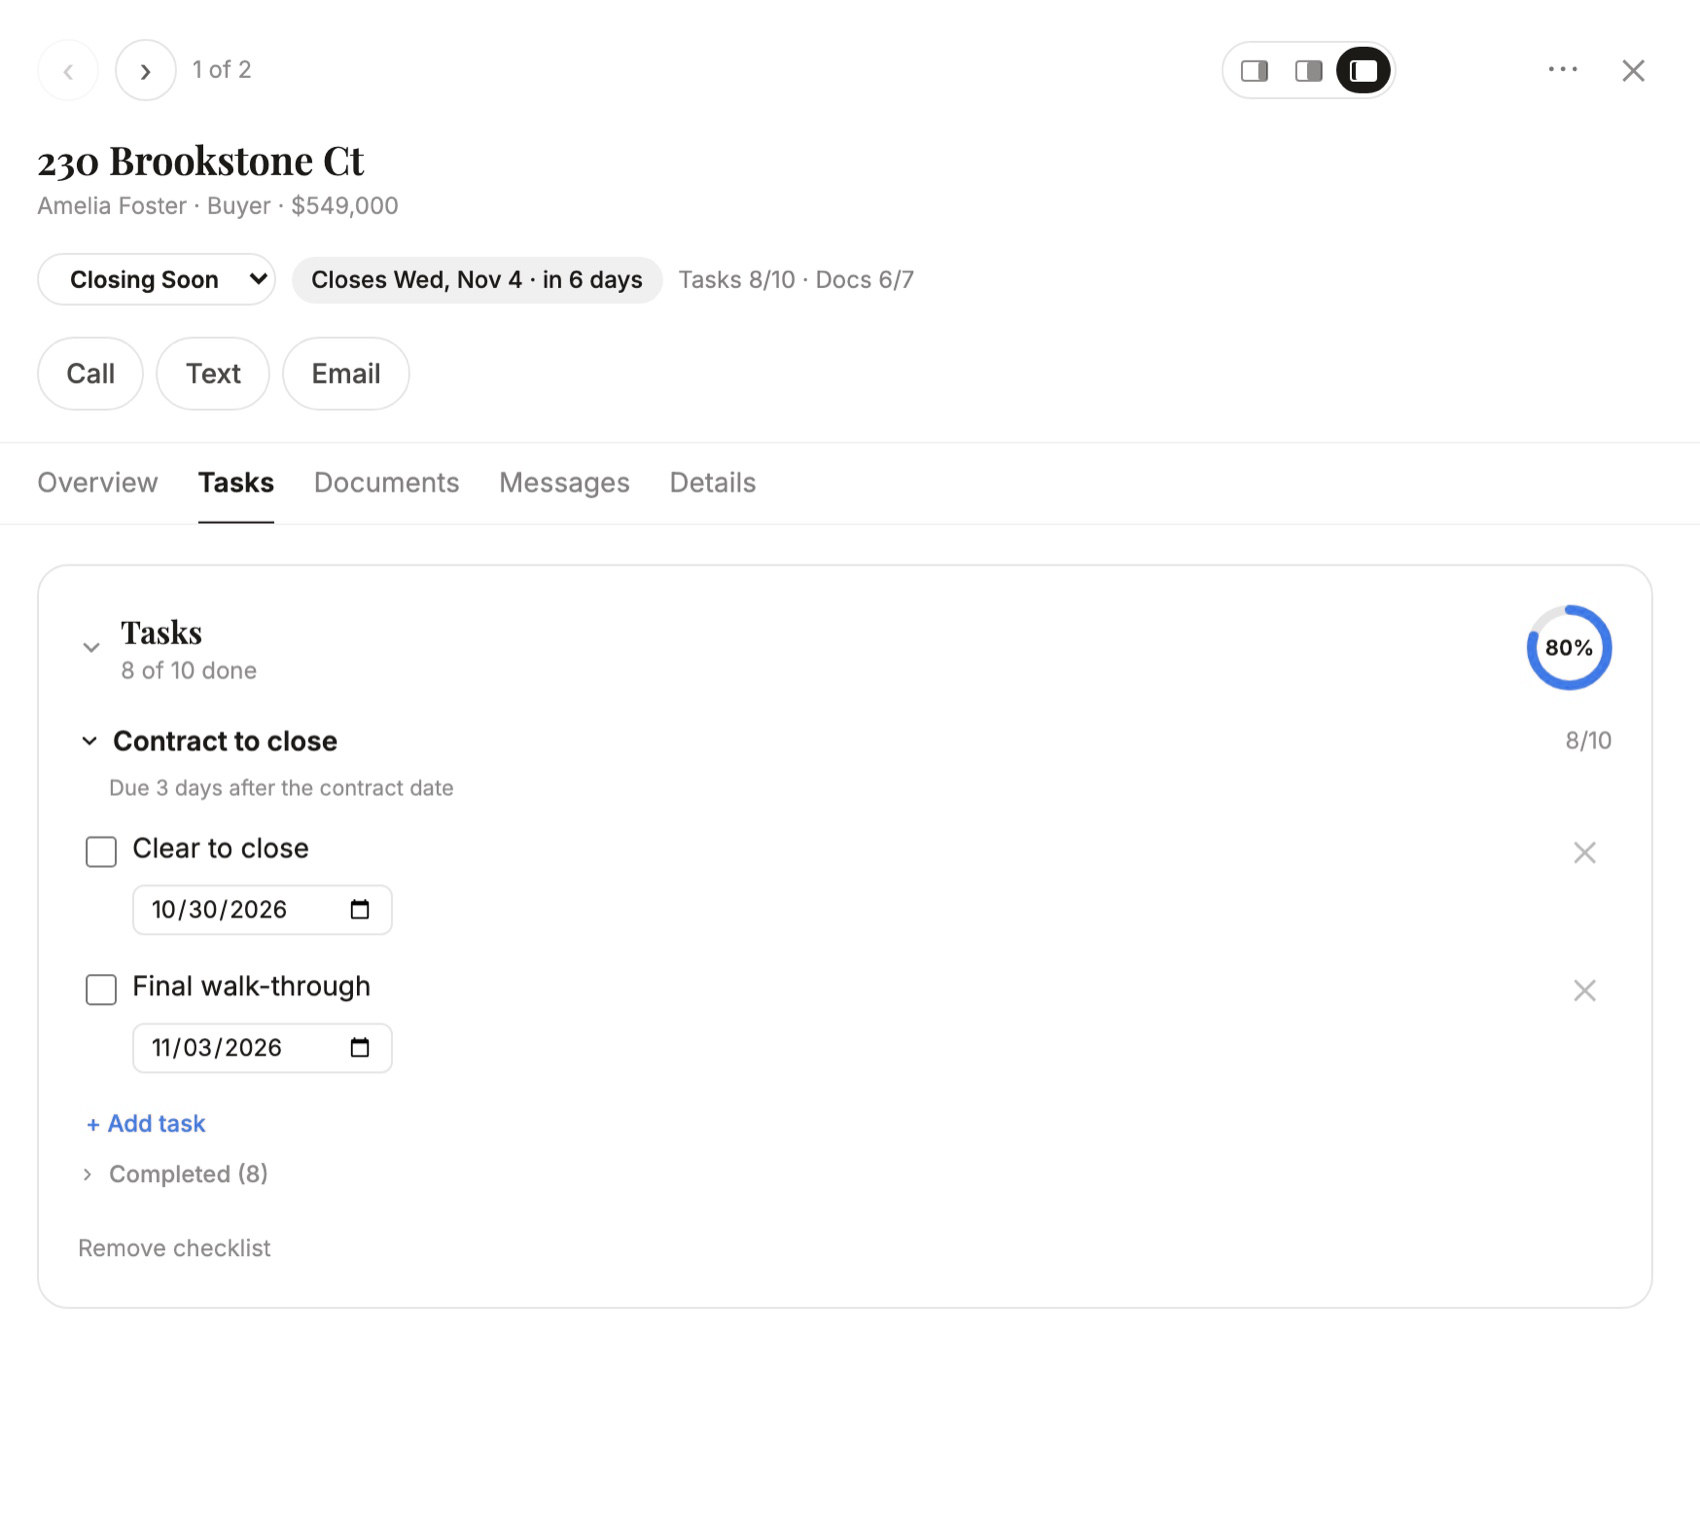 1 of 2
230 Brookstone Ct
Amelia Foster · Buyer · $549,000
Closing Soon Closes Wed, Nov 4 · in 6 days Tasks 8/10 · Docs 6/7
Call Text Email
Overview Tasks Documents Messages Details
Tasks
8 of 10 done
80%
Contract to close 8/10
Due 3 days after the contract date
Clear to close
10/30/2026
Final walk-through
11/03/2026
+ Add task
Completed (8)
Remove checklist